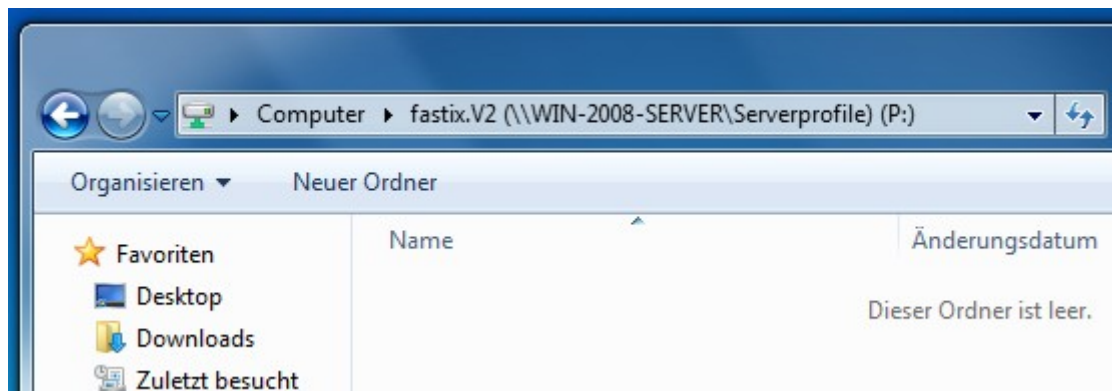 Computer ▸ fastix.V2 (\\WIN-2008-SERVER\Serverprofile) (P:)
Organisieren Neuer Ordner
Favoriten
Desktop
Downloads
Zuletzt besucht
Name Änderungsdatum
Dieser Ordner ist leer.